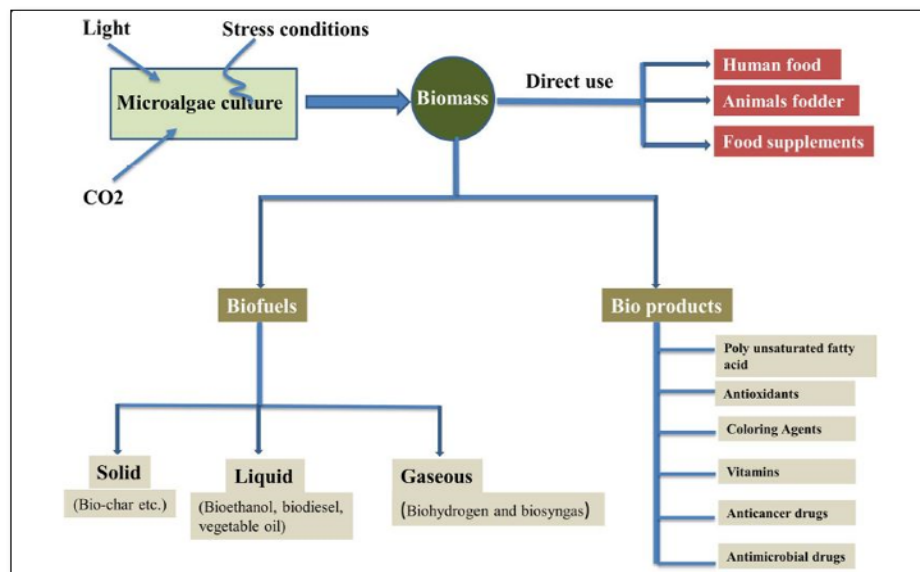 Light
Stress conditions
Microalgae culture
CO2
Biomass
Direct use
Human food
Animals fodder
Food supplements
Biofuels
Bio products
Solid
(Bio-char etc.)
Liquid
(Bioethanol, biodiesel,
vegetable oil)
Gaseous
(Biohydrogen and biosyngas)
Poly unsaturated fatty
acid
Antioxidants
Coloring Agents
Vitamins
Anticancer drugs
Antimicrobial drugs